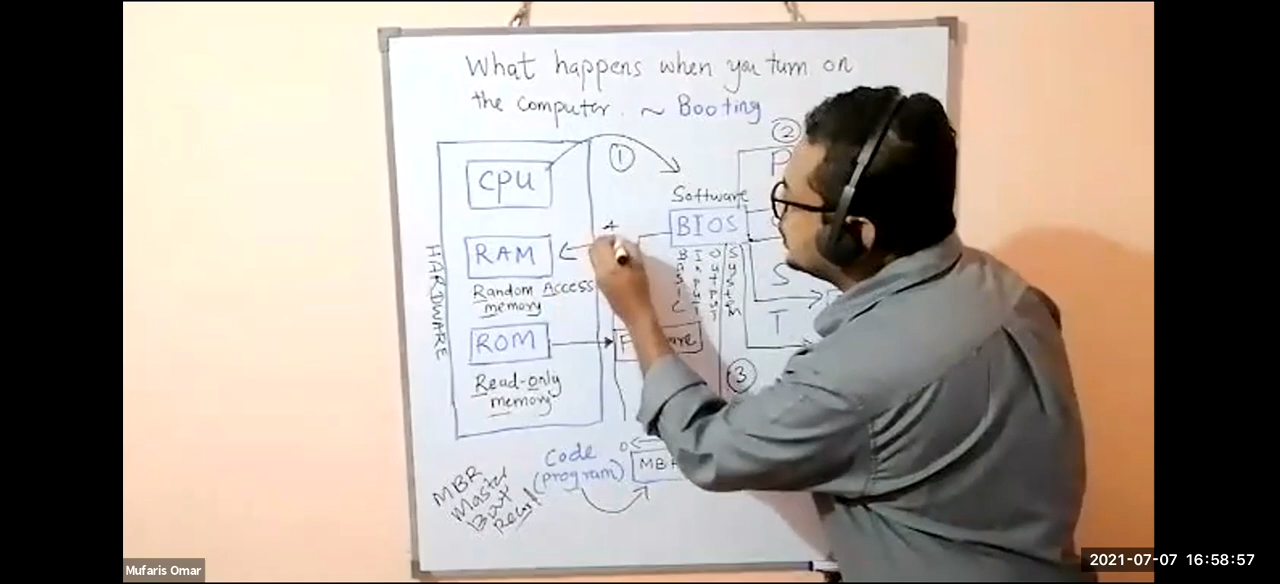 What happens when you turn on
the computer. ~ Booting
①
②
CPU
P
Software
BIOS
RAM
HARDWARE
Random Access
memory
Basic
Input
Output
System
S
T
ROM
Read-only
memory
③
Code
(program)
MBR
Master
Boot
Mufaris Omar
2021-07-07 16:58:57